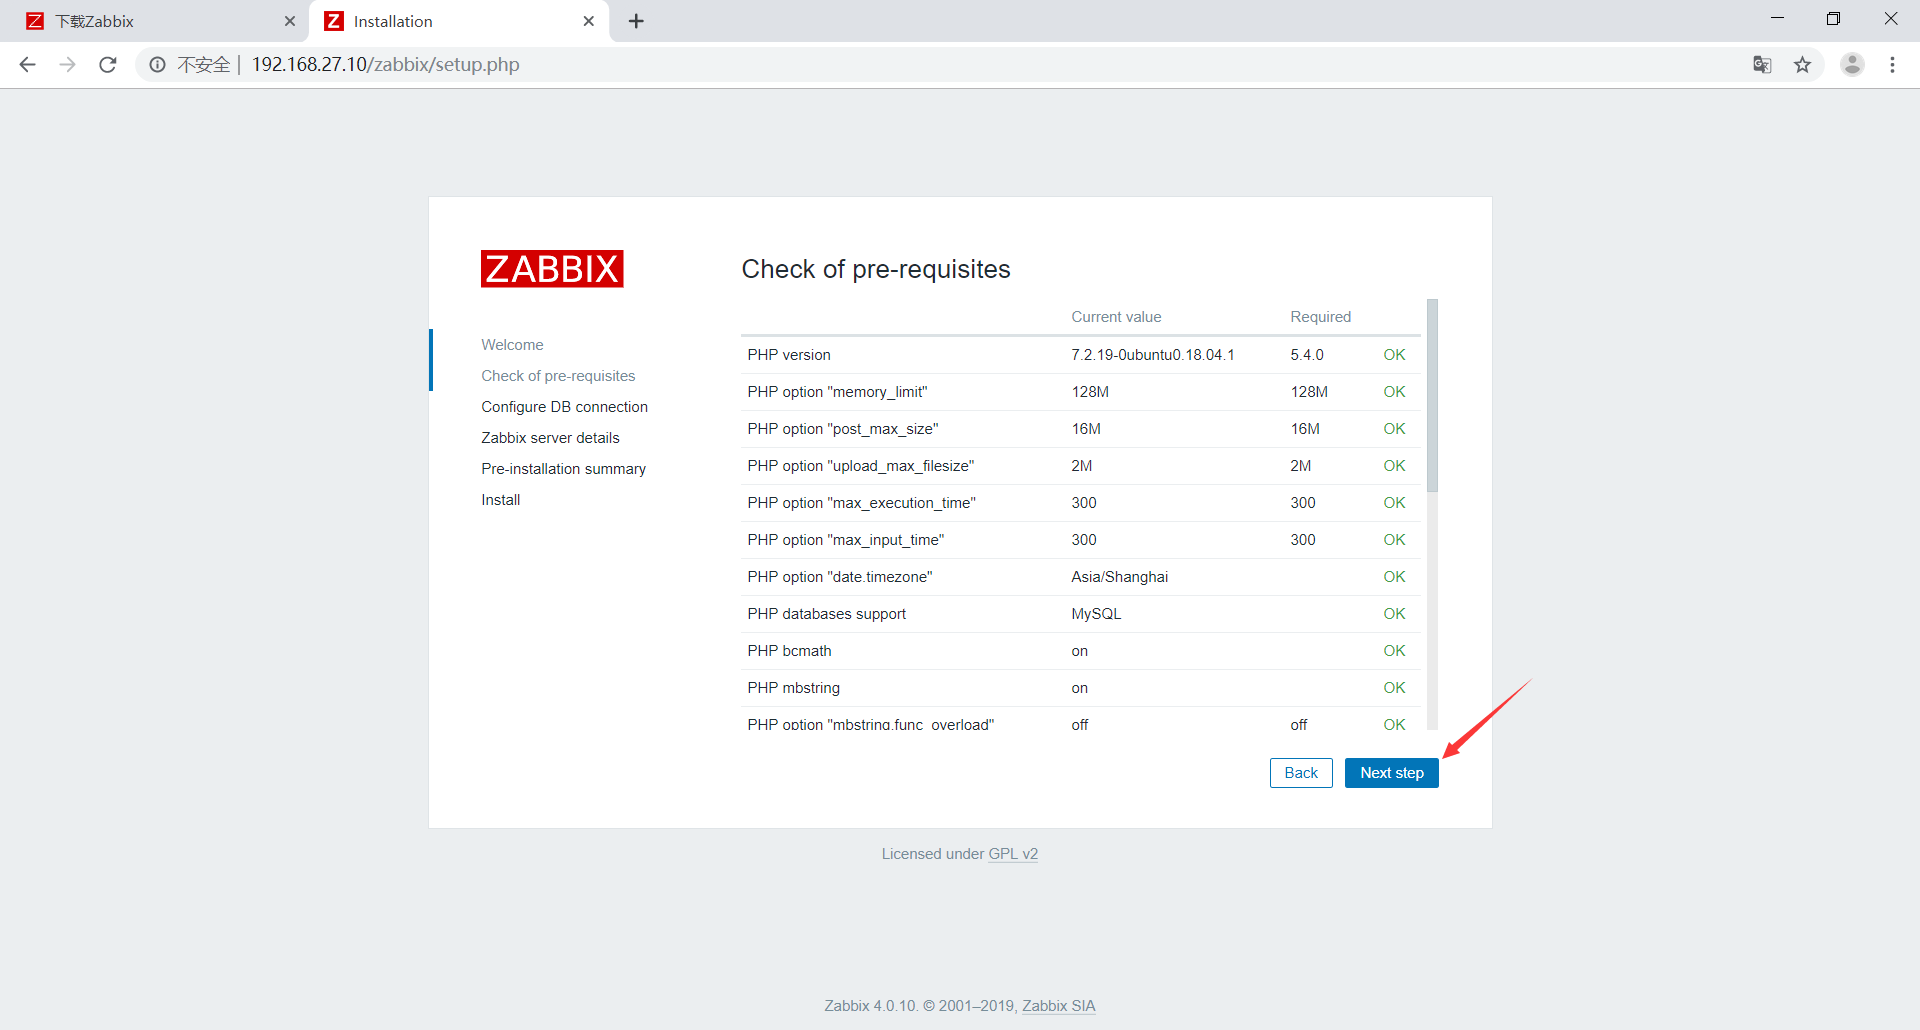 下载Zabbix
Installation
不安全 | 192.168.27.10/zabbix/setup.php
ZABBIX
Welcome
Check of pre-requisites
Configure DB connection
Zabbix server details
Pre-installation summary
Install
Check of pre-requisites
Current value Required
PHP version 7.2.19-0ubuntu0.18.04.1 5.4.0 OK
PHP option "memory_limit" 128M 128M OK
PHP option "post_max_size" 16M 16M OK
PHP option "upload_max_filesize" 2M 2M OK
PHP option "max_execution_time" 300 300 OK
PHP option "max_input_time" 300 300 OK
PHP option "date.timezone" Asia/Shanghai OK
PHP databases support MySQL OK
PHP bcmath on OK
PHP mbstring on OK
PHP option "mbstring.func_overload" off off OK
Back Next step
Licensed under GPL v2
Zabbix 4.0.10. © 2001–2019, Zabbix SIA